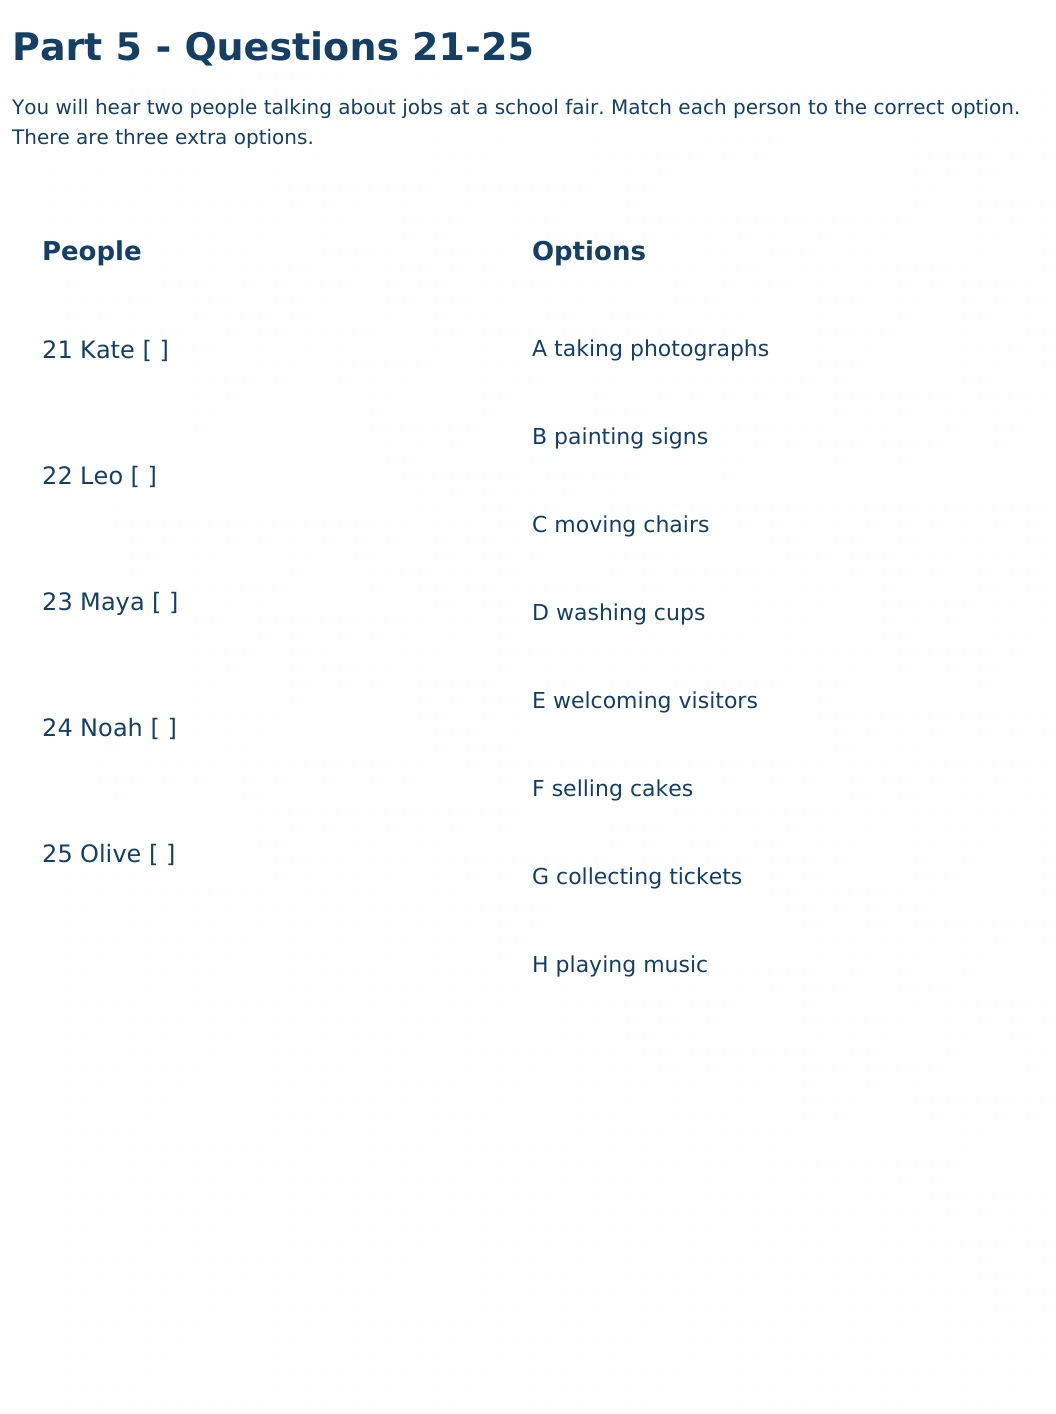 Part 5 - Questions 21-25
You will hear two people talking about jobs at a school fair. Match each person to the correct option.
There are three extra options.
People
21 Kate [ ]
22 Leo [ ]
23 Maya [ ]
24 Noah [ ]
25 Olive [ ]
Options
A taking photographs
B painting signs
C moving chairs
D washing cups
E welcoming visitors
F selling cakes
G collecting tickets
H playing music